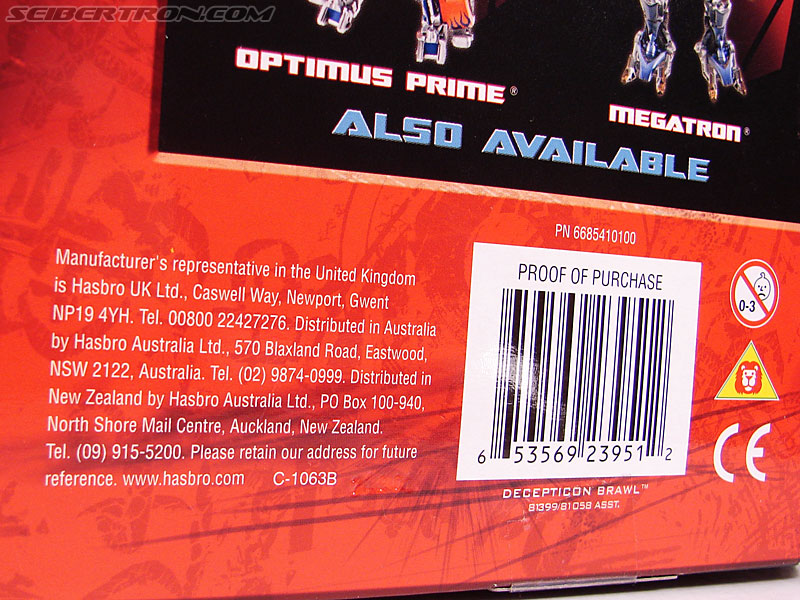 SEIBERTRON.COM
OPTIMUS PRIME®
MEGATRON®
ALSO AVAILABLE
PN 6685410100
Manufacturer's representative in the United Kingdom
is Hasbro UK Ltd., Caswell Way, Newport, Gwent
NP19 4YH. Tel. 00800 22427276. Distributed in Australia
by Hasbro Australia Ltd., 570 Blaxland Road, Eastwood,
NSW 2122, Australia. Tel. (02) 9874-0999. Distributed in
New Zealand by Hasbro Australia Ltd., PO Box 100-940,
North Shore Mail Centre, Auckland, New Zealand.
Tel. (09) 915-5200. Please retain our address for future
reference. www.hasbro.com C-1063B
PROOF OF PURCHASE
6 53569 23951 2
DECEPTICON BRAWL™
81399/81058 ASST.
0-3
CE